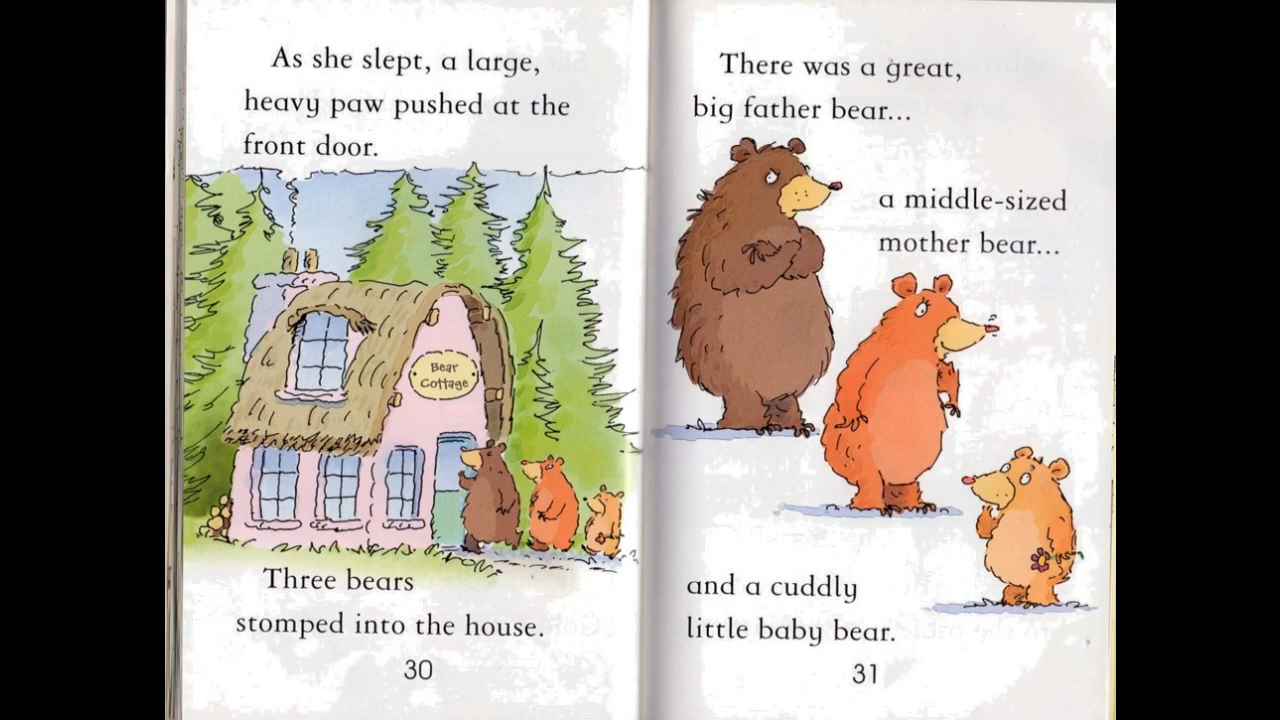 As she slept, a large,
heavy paw pushed at the
front door.
Bear
Cottage
Three bears
stomped into the house.
30
There was a great,
big father bear...
a middle-sized
mother bear...
and a cuddly
little baby bear.
31